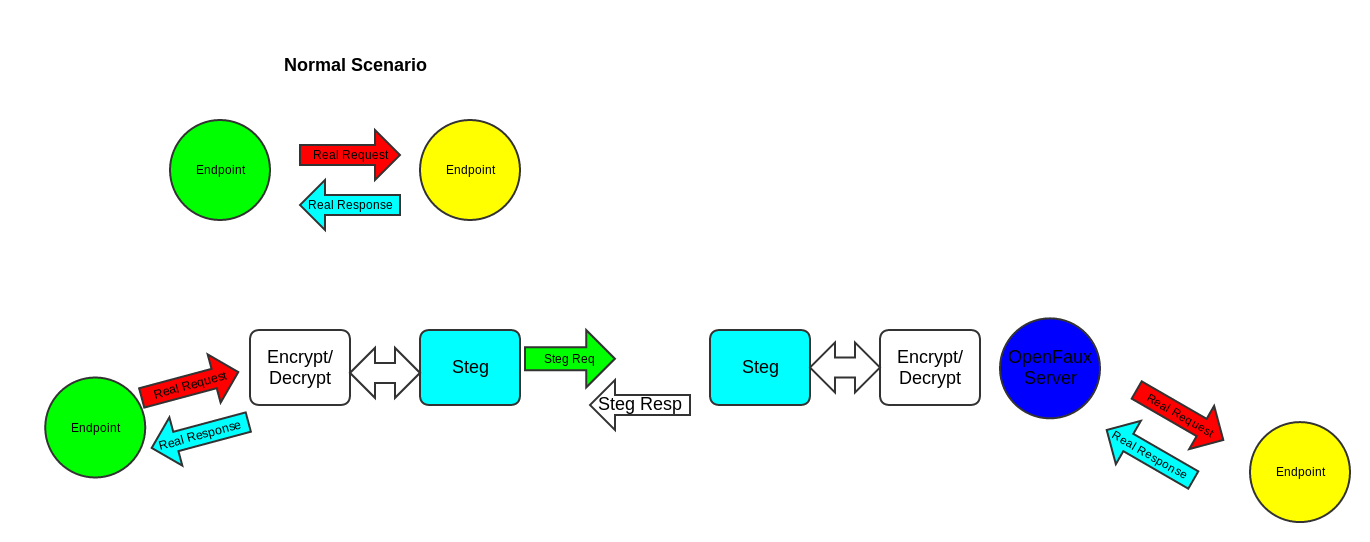 Normal Scenario
Endpoint
Real Request
Real Response
Endpoint
Endpoint
Real Request
Real Response
Encrypt/
Decrypt
Steg
Steg Req
Steg Resp
Steg
Encrypt/
Decrypt
OpenFaux
Server
Real Request
Real Response
Endpoint